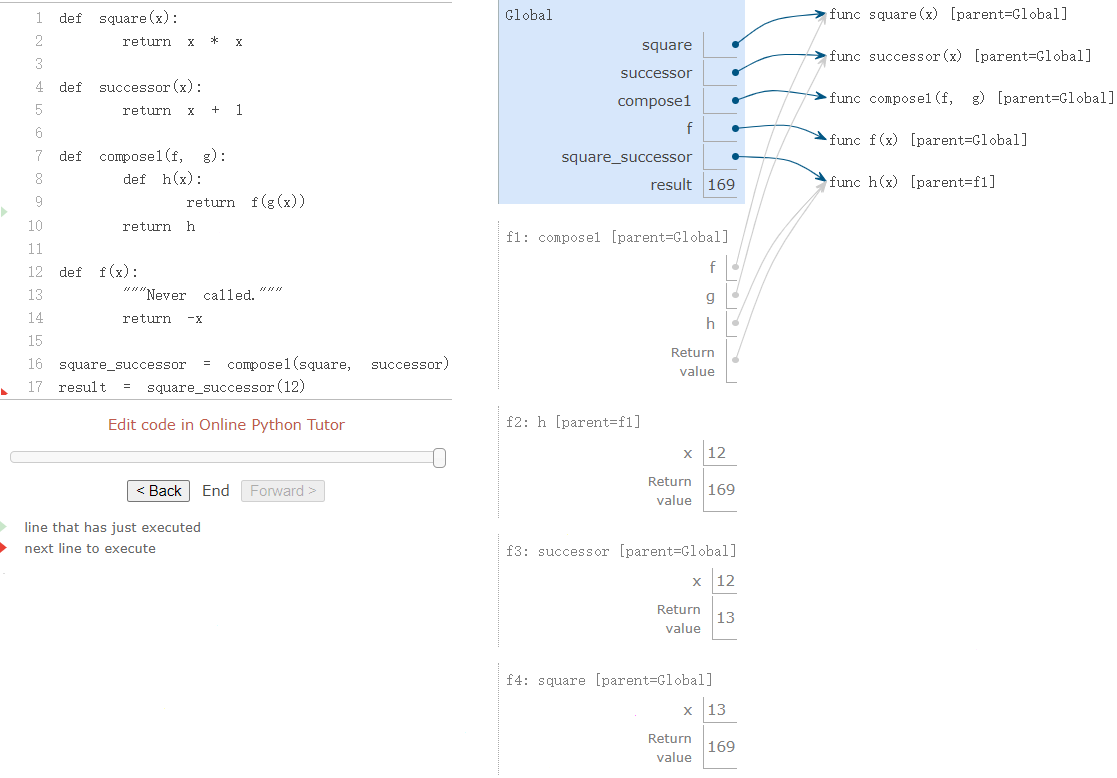 1 def square(x):
2 return x * x
3
4 def successor(x):
5 return x + 1
6
7 def compose1(f, g):
8 def h(x):
9 return f(g(x))
10 return h
11
12 def f(x):
13 """Never called."""
14 return -x
15
16 square_successor = compose1(square, successor)
17 result = square_successor(12)
Edit code in Online Python Tutor
< Back End Forward >
line that has just executed
next line to execute
Global
square
successor
compose1
f
square_successor
result 169
func square(x) [parent=Global]
func successor(x) [parent=Global]
func compose1(f, g) [parent=Global]
func f(x) [parent=Global]
func h(x) [parent=f1]
f1: compose1 [parent=Global]
f
g
h
Return
value
f2: h [parent=f1]
x 12
Return
value 169
f3: successor [parent=Global]
x 12
Return
value 13
f4: square [parent=Global]
x 13
Return
value 169